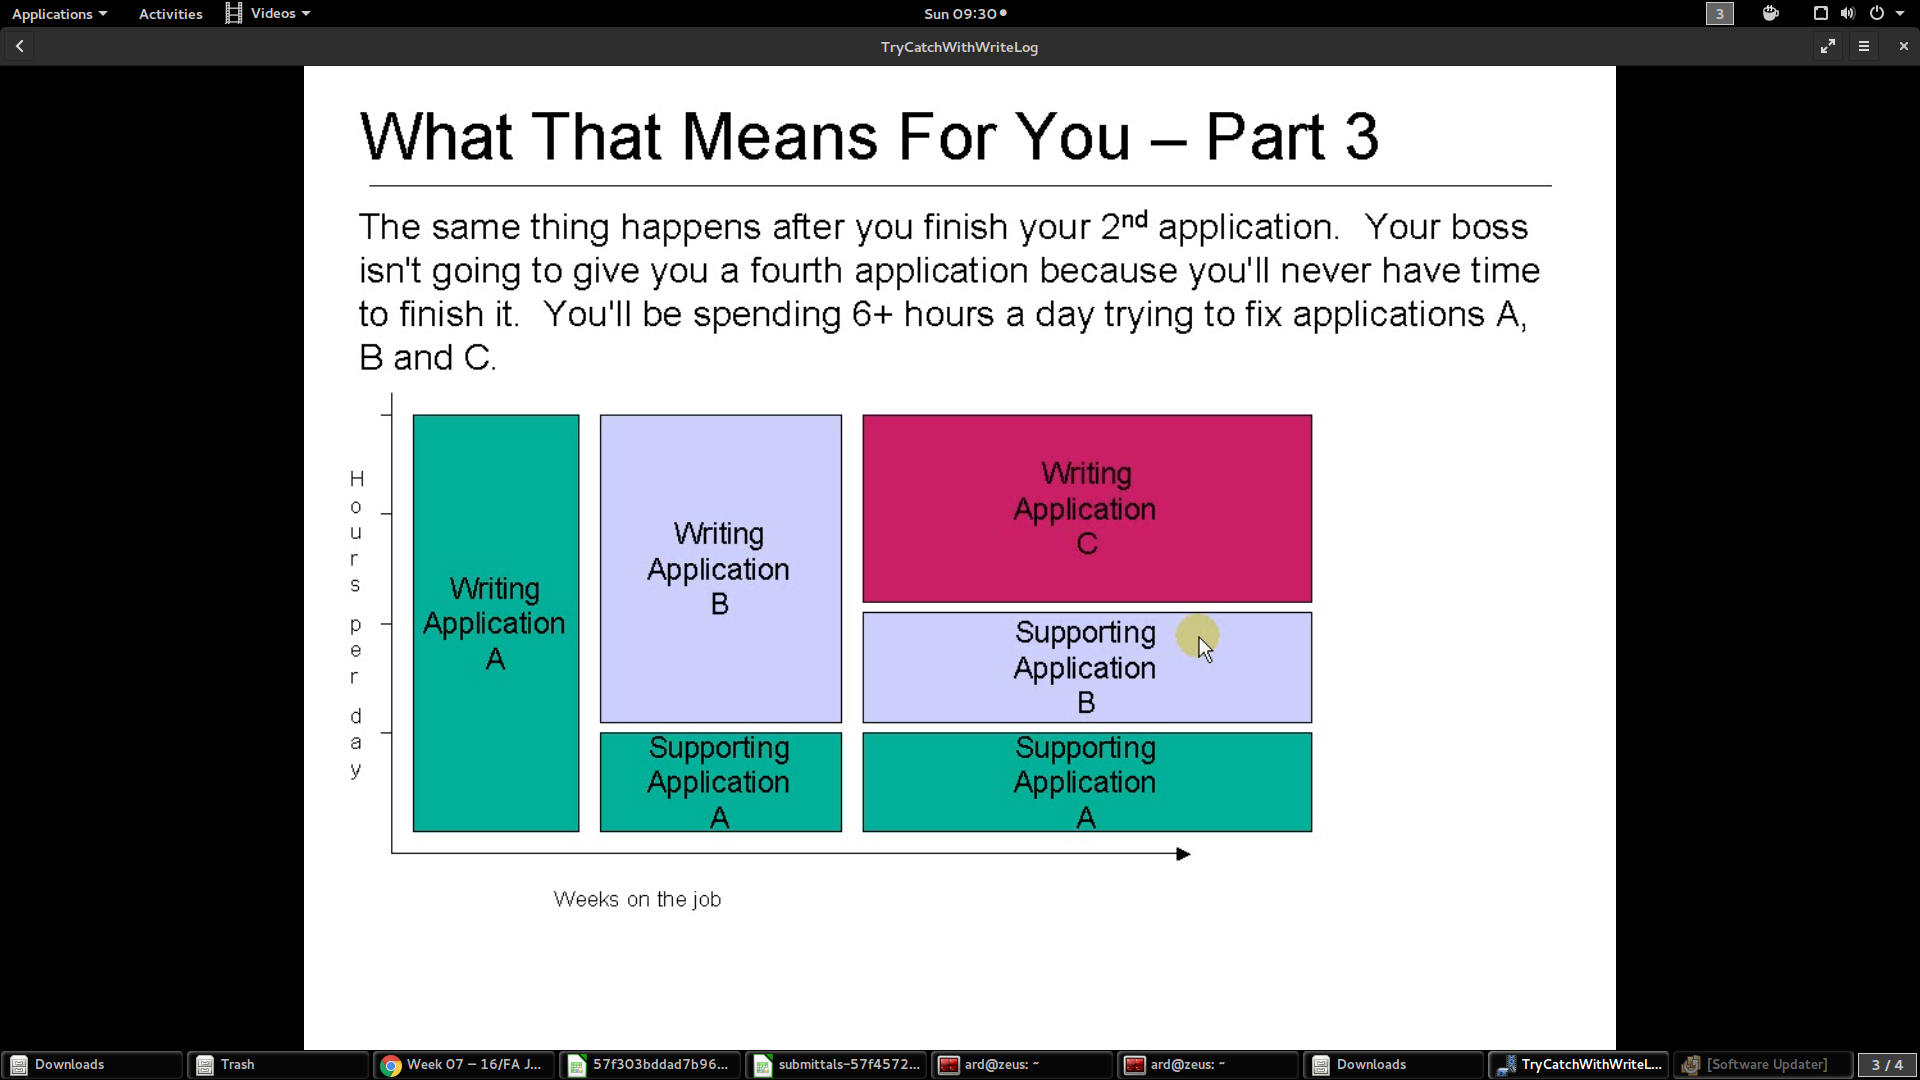 Applications
Activities
Videos
Sun 09:30
3
TryCatchWithWriteLog
What That Means For You – Part 3
The same thing happens after you finish your 2nd application. Your boss
isn't going to give you a fourth application because you'll never have time
to finish it. You'll be spending 6+ hours a day trying to fix applications A,
B and C.
Hours per day
Writing
Application
A
Writing
Application
B
Supporting
Application
A
Writing
Application
C
Supporting
Application
B
Supporting
Application
A
Weeks on the job
Downloads
Trash
Week 07 – 16/FA J...
57f303bddad7b96...
submittals-57f4572...
ard@zeus: ~
ard@zeus: ~
Downloads
TryCatchWithWriteL...
[Software Updater]
3 / 4